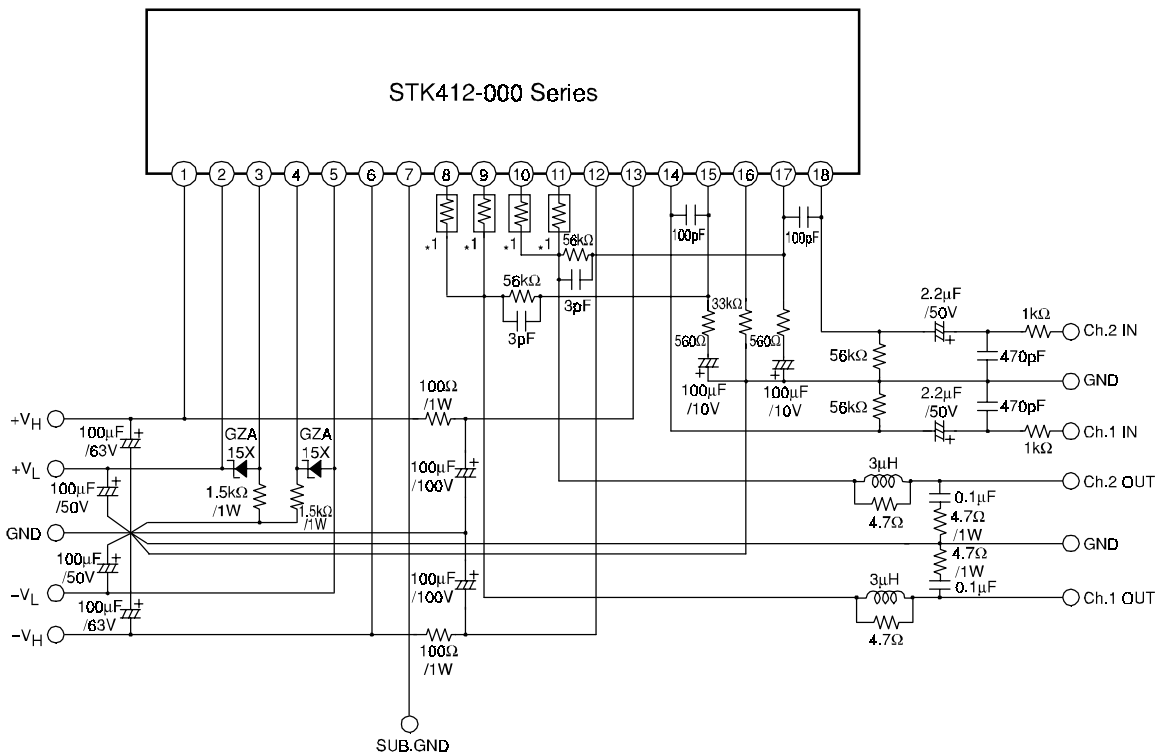 STK412-000 Series
1 2 3 4 5 6 7 8 9 10 11 12 13 14 15 16 17 18
*1 *1 *1 *1
100pF
100pF
56kΩ
3pF
56kΩ
3pF
33kΩ
560Ω
560Ω
100µF
/10V
100µF
/10V
2.2µF
/50V
1kΩ
Ch.2 IN
56kΩ
470pF
GND
56kΩ
2.2µF
/50V
470pF
Ch.1 IN
1kΩ
100Ω
/1W
+VH
100µF
/63V
GZA
15X
GZA
15X
+VL
100µF
/50V
1.5kΩ
/1W
1.5kΩ
/1W
100µF
/100V
3µH
Ch.2 OUT
4.7Ω
0.1µF
4.7Ω
/1W
GND
GND
4.7Ω
/1W
100µF
/50V
100µF
/100V
3µH
0.1µF
−VL
Ch.1 OUT
100µF
/63V
4.7Ω
−VH
100Ω
/1W
SUB.GND